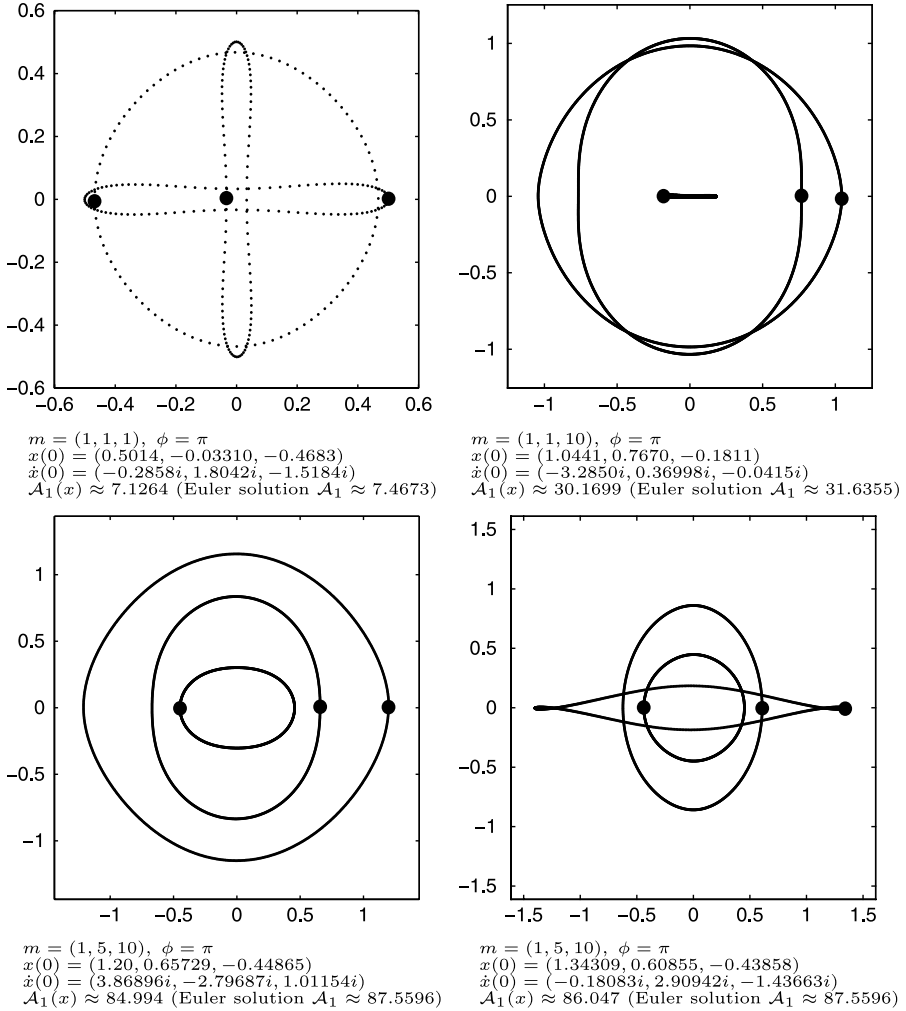 0.6
0.4
0.2
0
−0.2
−0.4
−0.6
−0.6 −0.4 −0.2 0 0.2 0.4 0.6
m = (1, 1, 1), ϕ = π
x(0) = (0.5014, −0.03310, −0.4683)
ẋ(0) = (−0.2858i, 1.8042i, −1.5184i)
𝒜₁(x) ≈ 7.1264 (Euler solution 𝒜₁ ≈ 7.4673)
1
0.5
0
−0.5
−1
−1 −0.5 0 0.5 1
m = (1, 1, 10), ϕ = π
x(0) = (1.0441, 0.7670, −0.1811)
ẋ(0) = (−3.2850i, 0.36998i, −0.0415i)
𝒜₁(x) ≈ 30.1699 (Euler solution 𝒜₁ ≈ 31.6355)
1
0.5
0
−0.5
−1
−1 −0.5 0 0.5 1
m = (1, 5, 10), ϕ = π
x(0) = (1.20, 0.65729, −0.44865)
ẋ(0) = (3.86896i, −2.79687i, 1.01154i)
𝒜₁(x) ≈ 84.994 (Euler solution 𝒜₁ ≈ 87.5596)
1.5
1
0.5
0
−0.5
−1
−1.5
−1.5 −1 −0.5 0 0.5 1 1.5
m = (1, 5, 10), ϕ = π
x(0) = (1.34309, 0.60855, −0.43858)
ẋ(0) = (−0.18083i, 2.90942i, −1.43663i)
𝒜₁(x) ≈ 86.047 (Euler solution 𝒜₁ ≈ 87.5596)